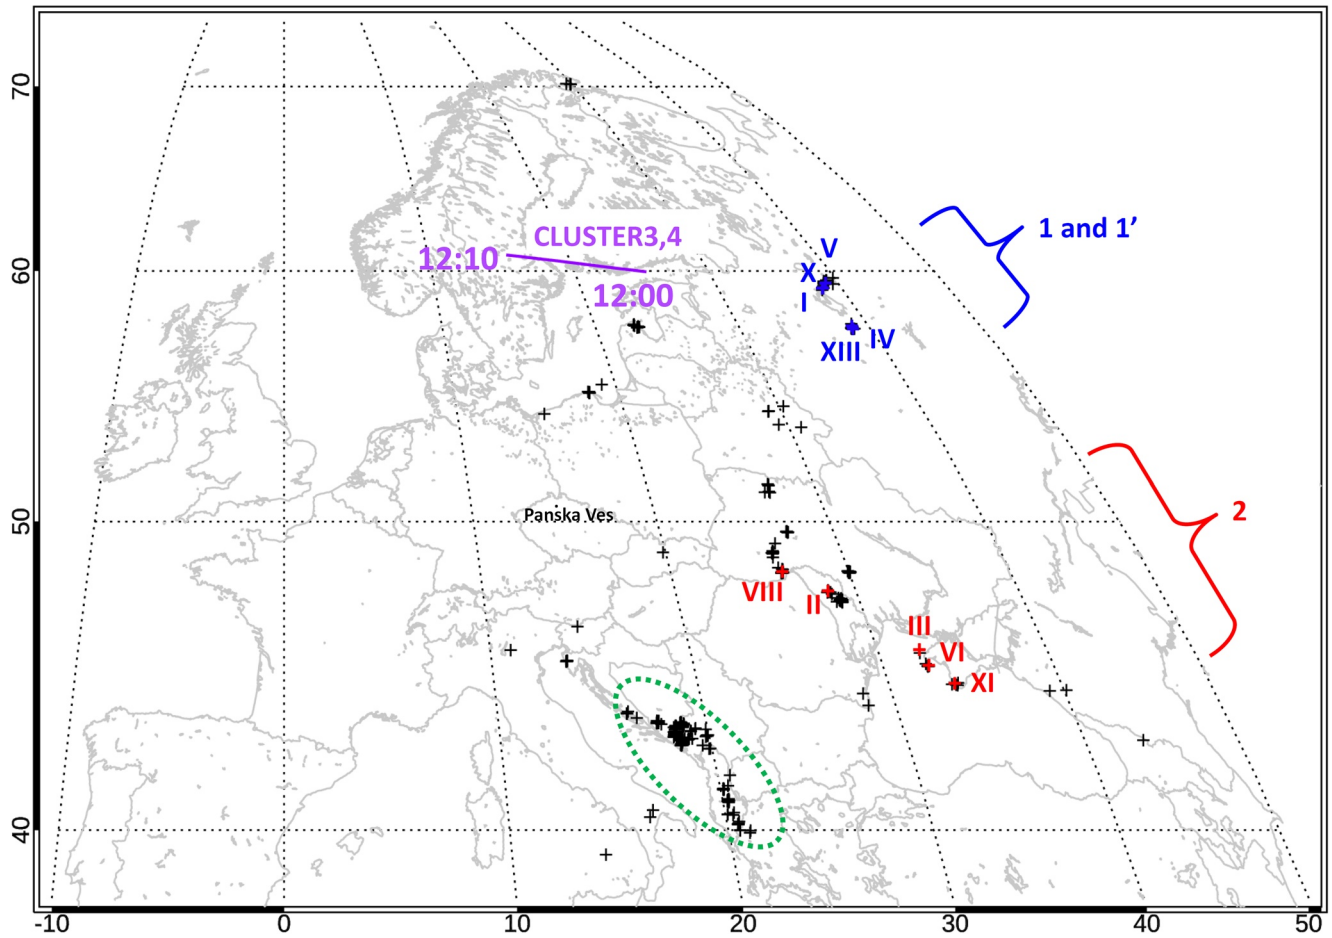 70
60
50
40
CLUSTER3,4
12:10
12:00
V
X
I
IV
XIII
1 and 1’
2
Panska Ves
VIII
II
III
VI
XI
-10
0
10
20
30
40
50